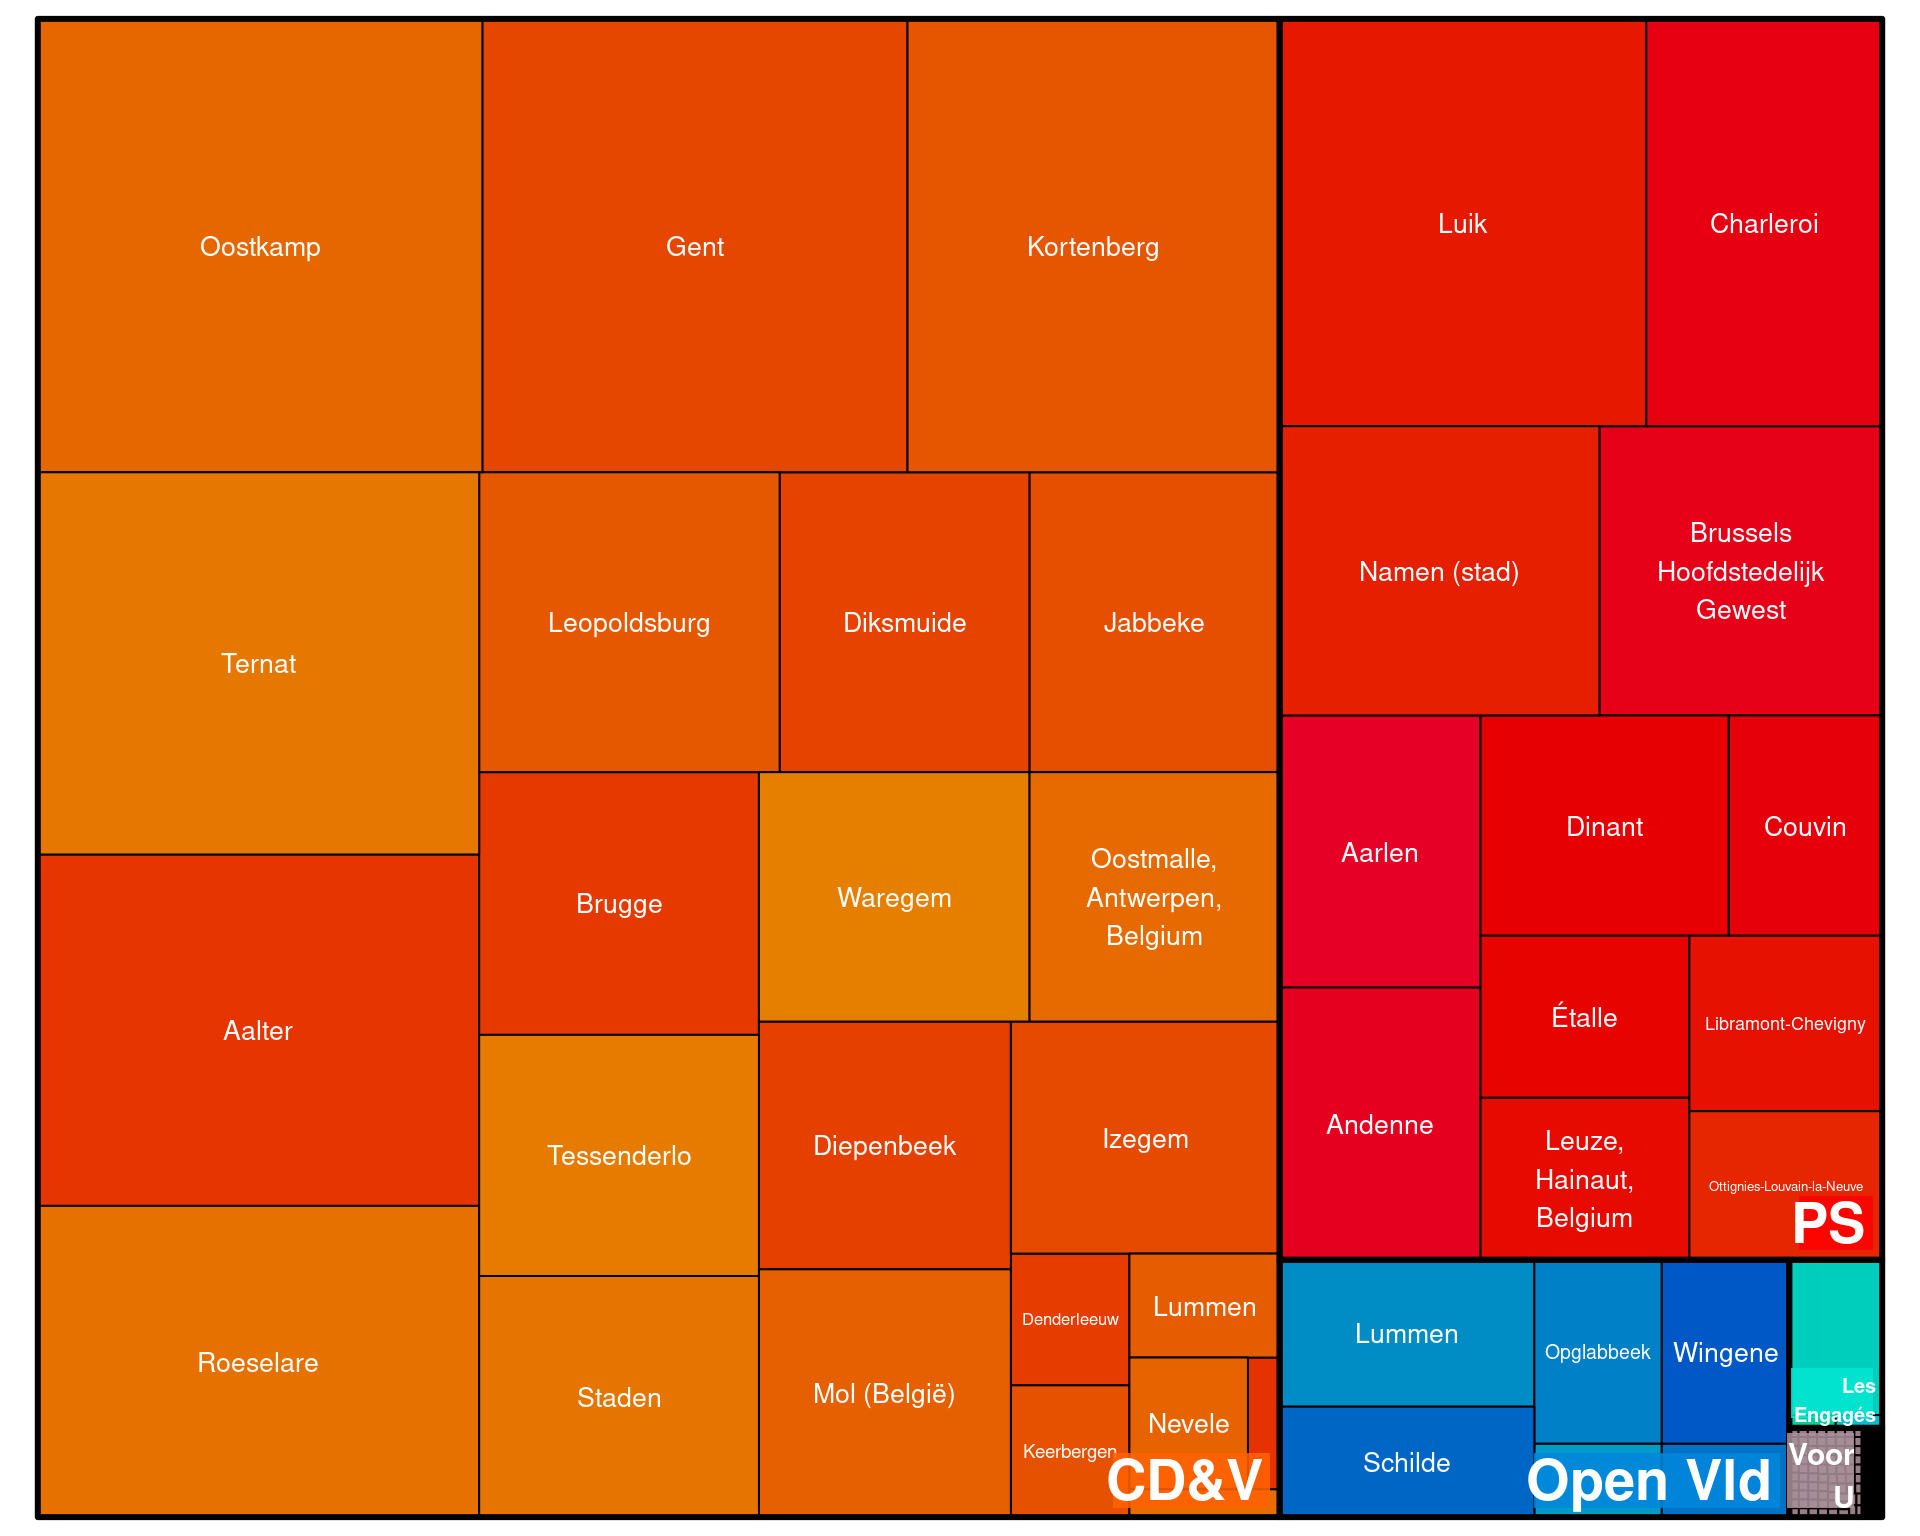 Oostkamp
Gent
Kortenberg
Luik
Charleroi
Namen (stad)
Brussels
Hoofdstedelijk
Gewest
Ternat
Leopoldsburg
Diksmuide
Jabbeke
Brugge
Waregem
Oostmalle,
Antwerpen,
Belgium
Aarlen
Dinant
Couvin
Aalter
Étalle
Libramont-Chevigny
Andenne
Leuze,
Hainaut,
Belgium
Ottignies-Louvain-la-Neuve
PS
Tessenderlo
Diepenbeek
Izegem
Roeselare
Staden
Mol (België)
Denderleeuw
Lummen
Keerbergen
Nevele
CD&V
Lummen
Opglabbeek
Wingene
Schilde
Open Vld
Les
Engagés
Voor
U